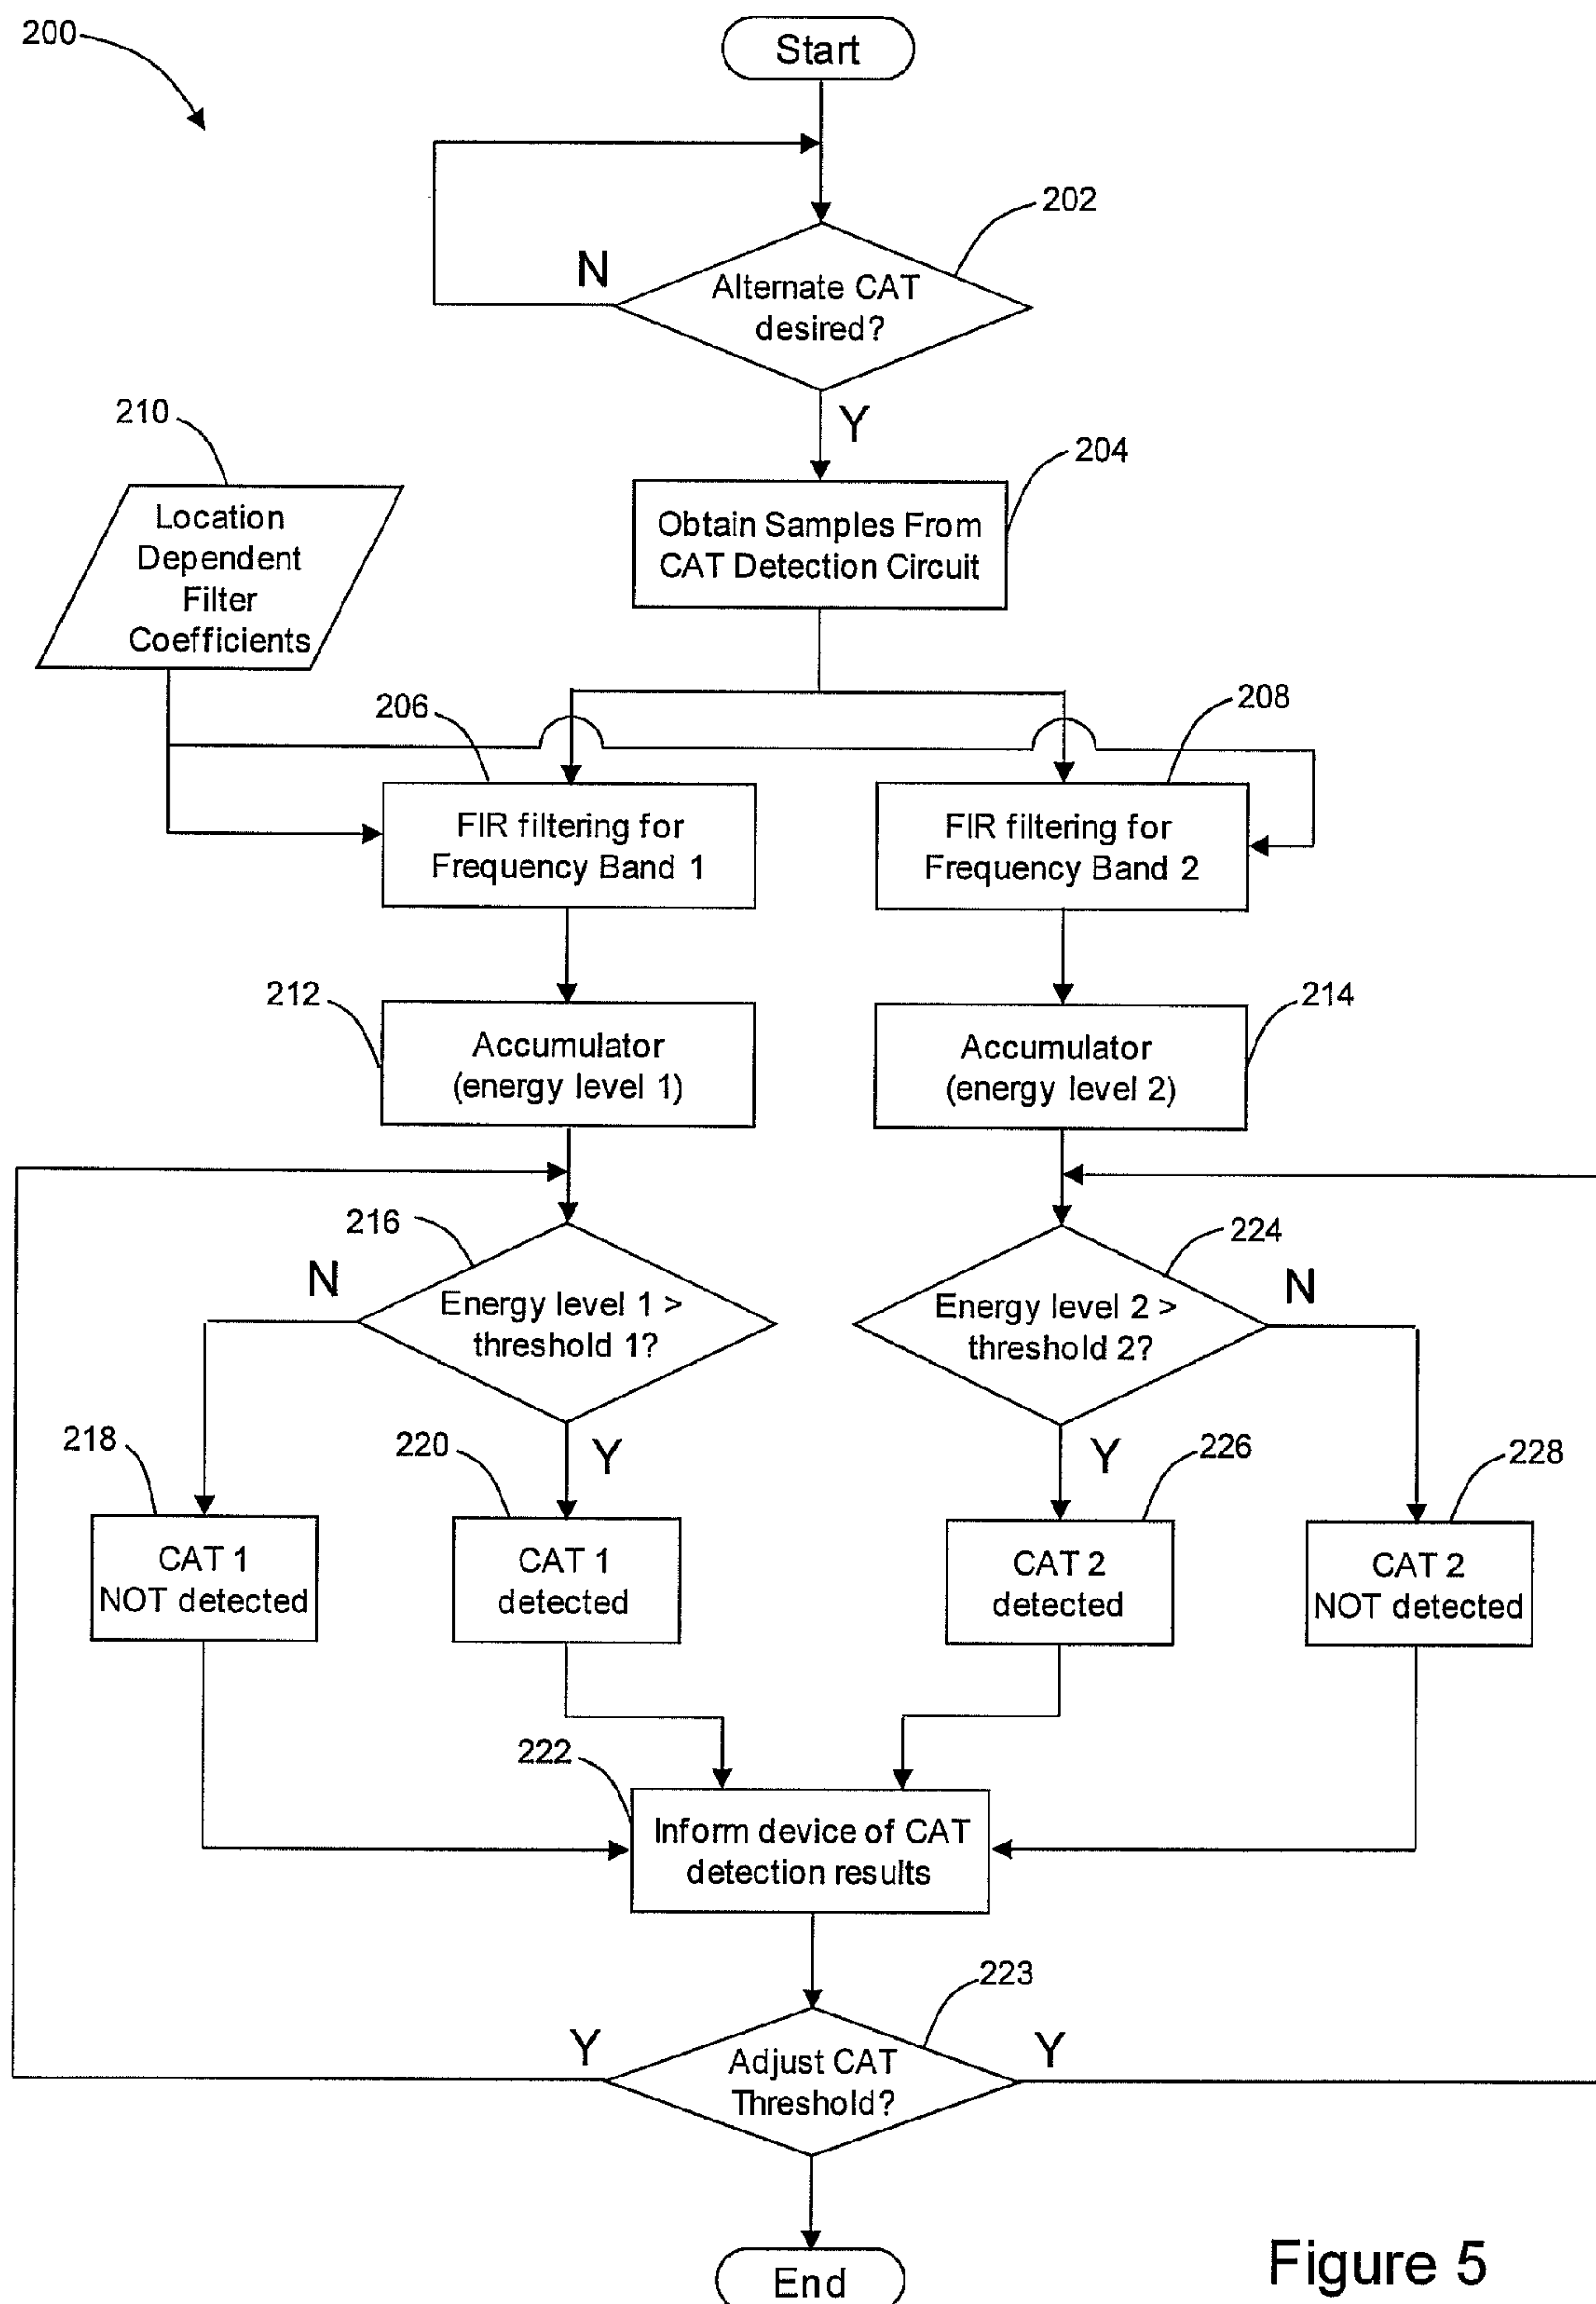 200
Start
202
N
Alternate CAT
desired?
Y
210
204
Location
Dependent
Filter
Coefficients
Obtain Samples From
CAT Detection Circuit
206
208
FIR filtering for
Frequency Band 1
FIR filtering for
Frequency Band 2
212
214
Accumulator
(energy level 1)
Accumulator
(energy level 2)
216
224
N
Energy level 1 >
threshold 1?
Energy level 2 >
threshold 2?
N
218
220
Y
Y
226
228
CAT 1
NOT detected
CAT 1
detected
CAT 2
detected
CAT 2
NOT detected
222
Inform device of CAT
detection results
223
Y
Adjust CAT
Threshold?
Y
End
Figure 5